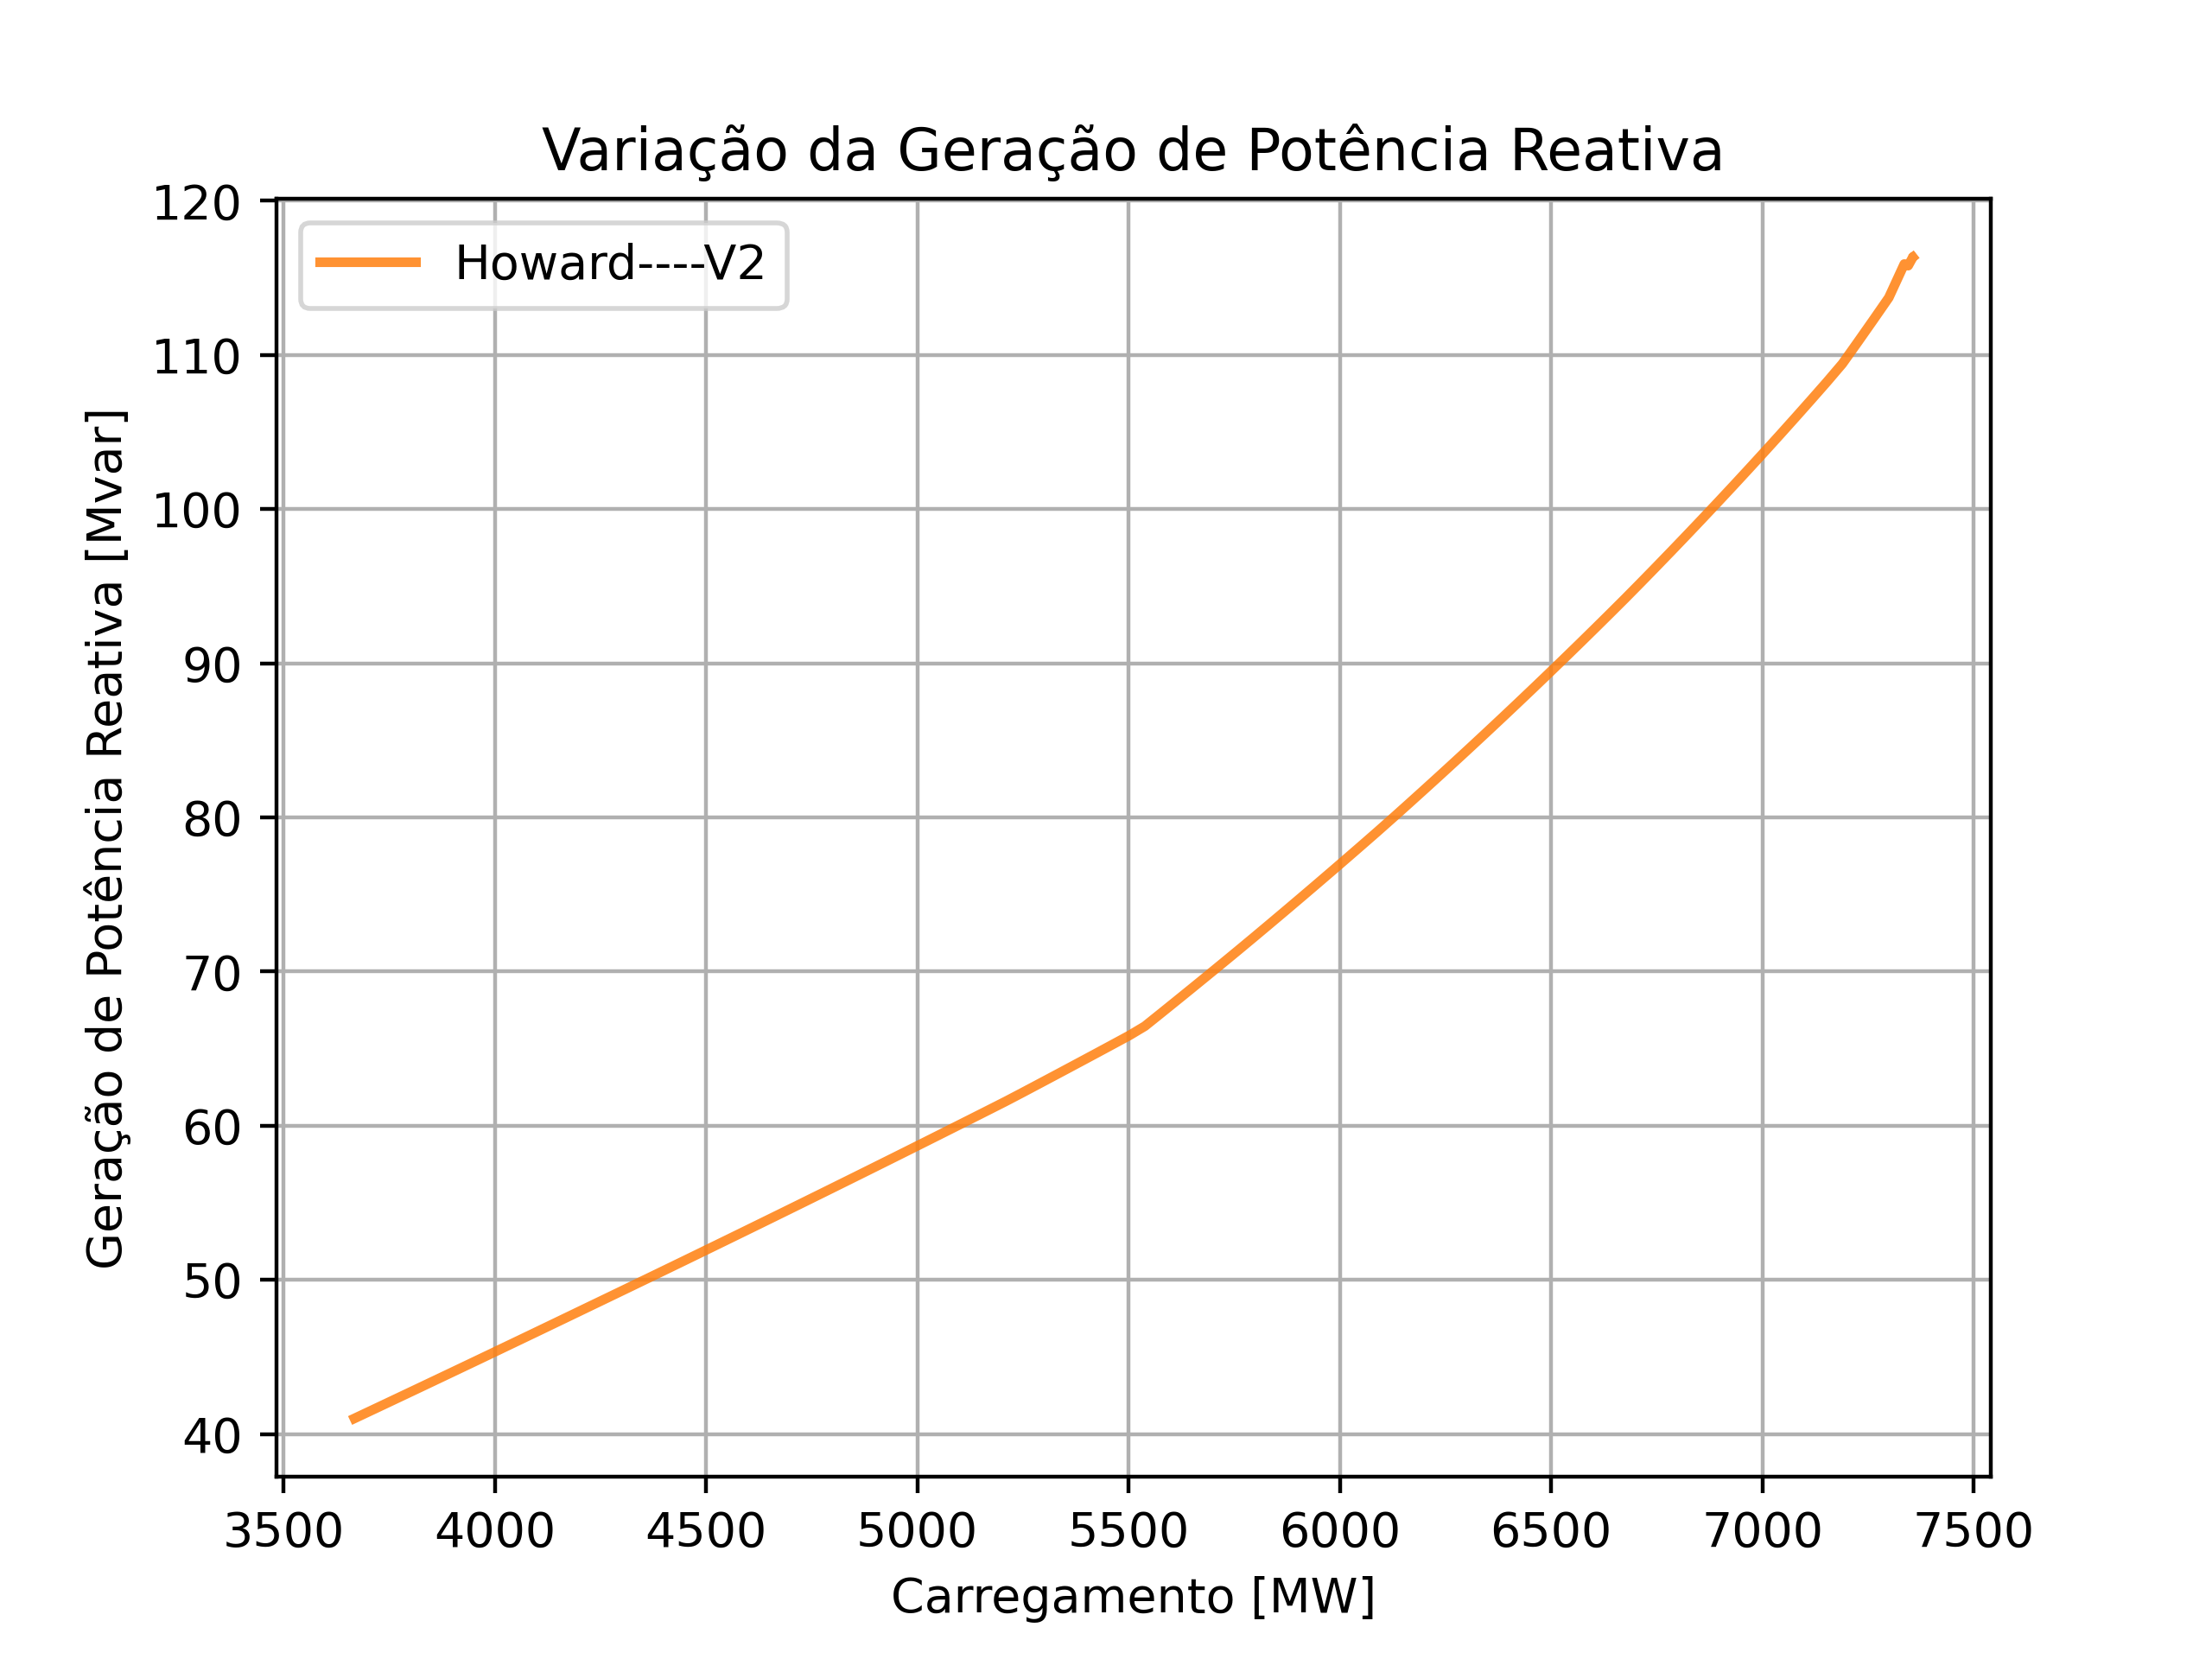 Variação da Geração de Potência Reativa
Howard----V2
Geração de Potência Reativa [Mvar]
120
110
100
90
80
70
60
50
40
3500 4000 4500 5000 5500 6000 6500 7000 7500
Carregamento [MW]